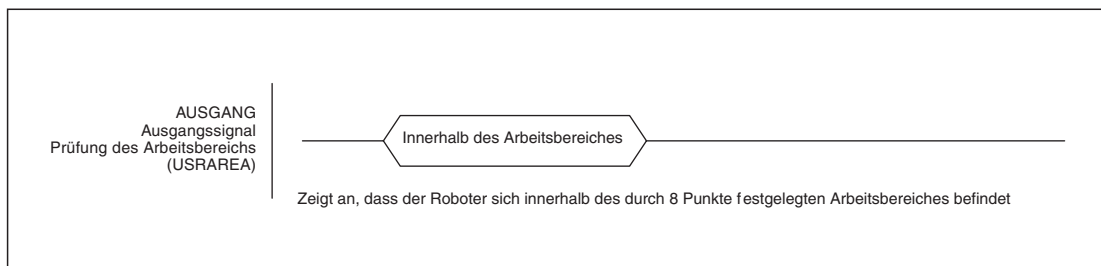 AUSGANG
Ausgangssignal
Prüfung des Arbeitsbereichs
(USRAREA)
Innerhalb des Arbeitsbereiches
Zeigt an, dass der Roboter sich innerhalb des durch 8 Punkte festgelegten Arbeitsbereiches befindet